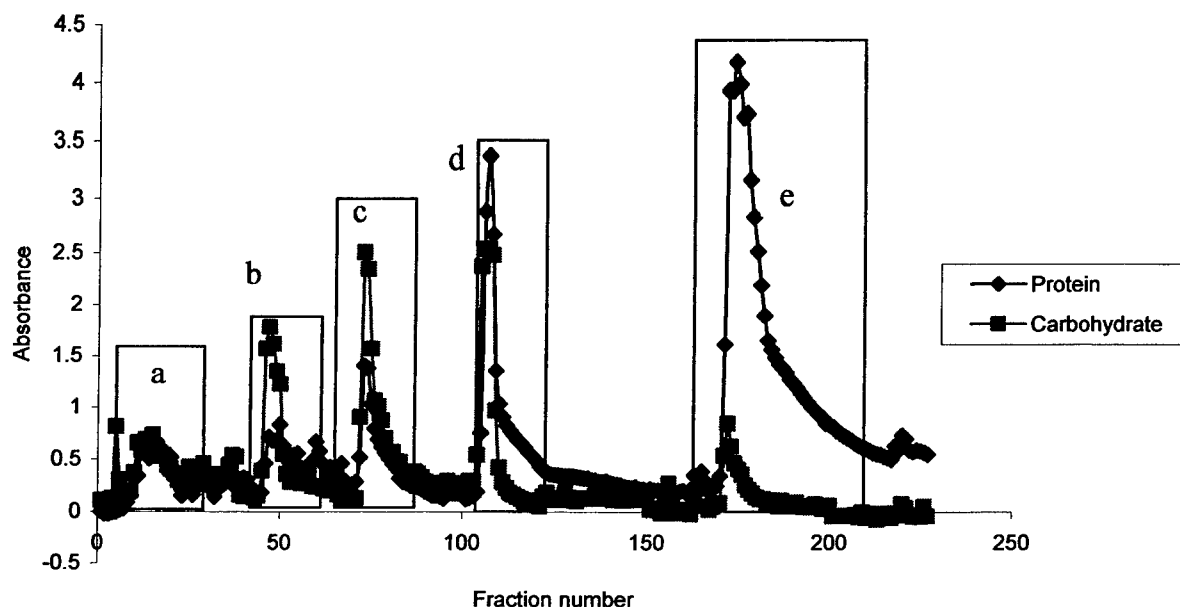 4.5
4
3.5
3
2.5
2
1.5
1
0.5
0
-0.5
Absorbance
a
b
c
d
e
0 50 100 150 200 250
Fraction number
Protein
Carbohydrate